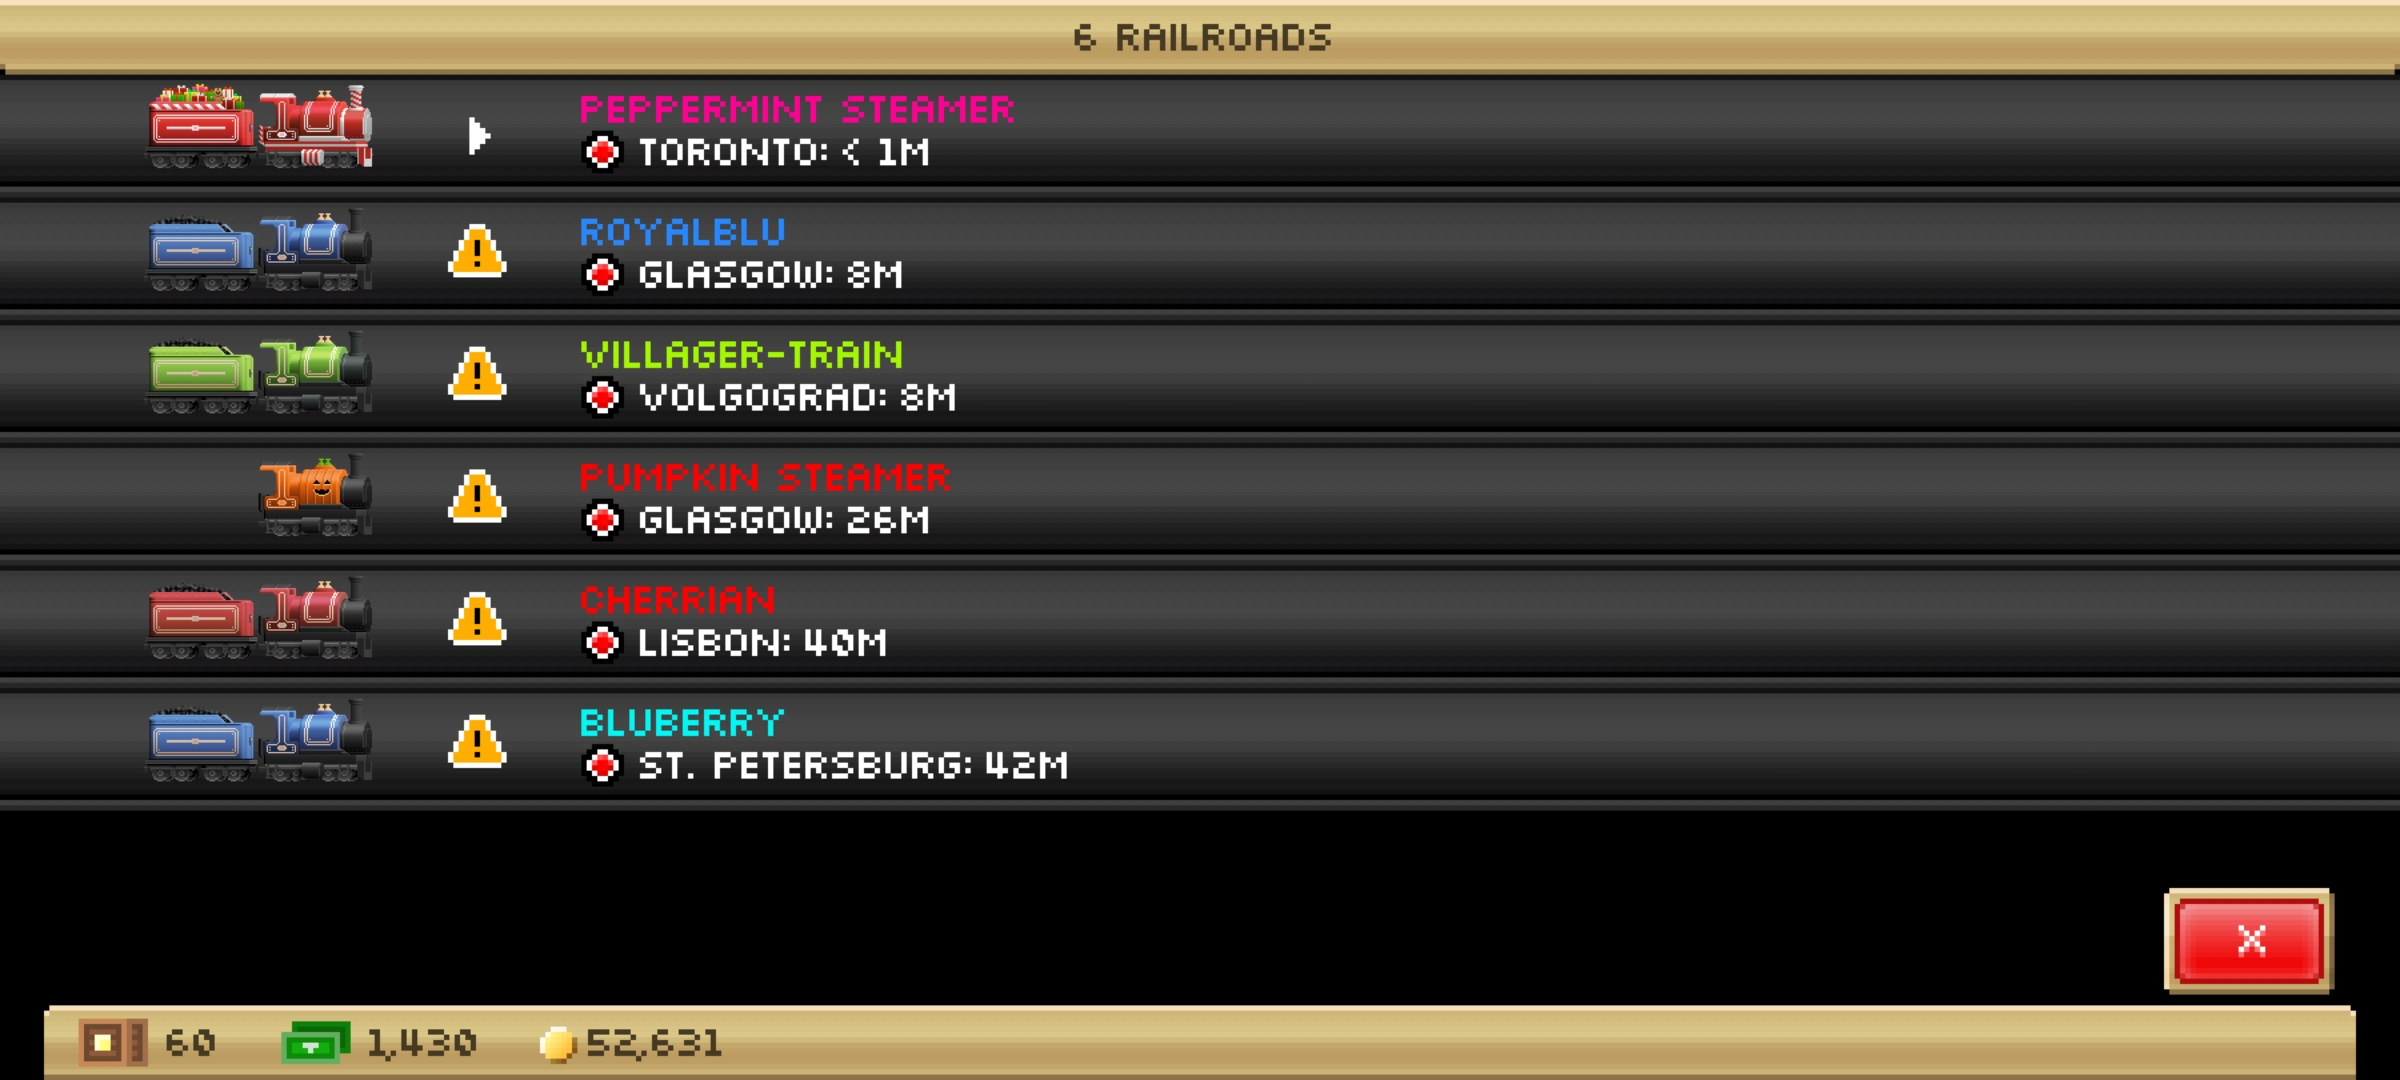 6 RAILROADS
PEPPERMINT STEAMER
TORONTO: < 1M
ROYALBLU
GLASGOW: 8M
VILLAGER-TRAIN
VOLGOGRAD: 8M
PUMPKIN STEAMER
GLASGOW: 26M
CHERRIAN
LISBON: 40M
BLUBERRY
ST. PETERSBURG: 42M
X
60 1,430 52,631